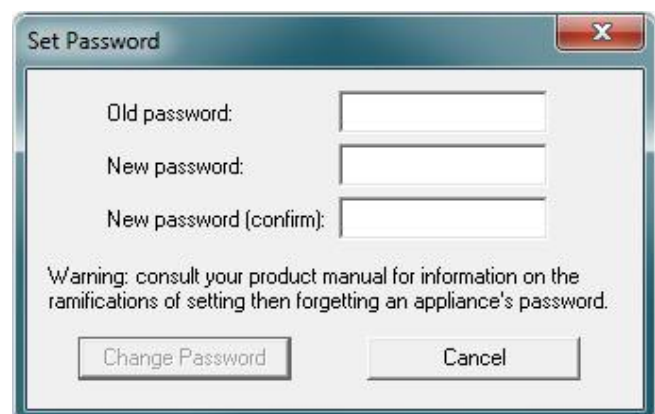 Set Password
Old password:
New password:
New password (confirm):
Warning: consult your product manual for information on the
ramifications of setting then forgetting an appliance's password.
Change Password Cancel